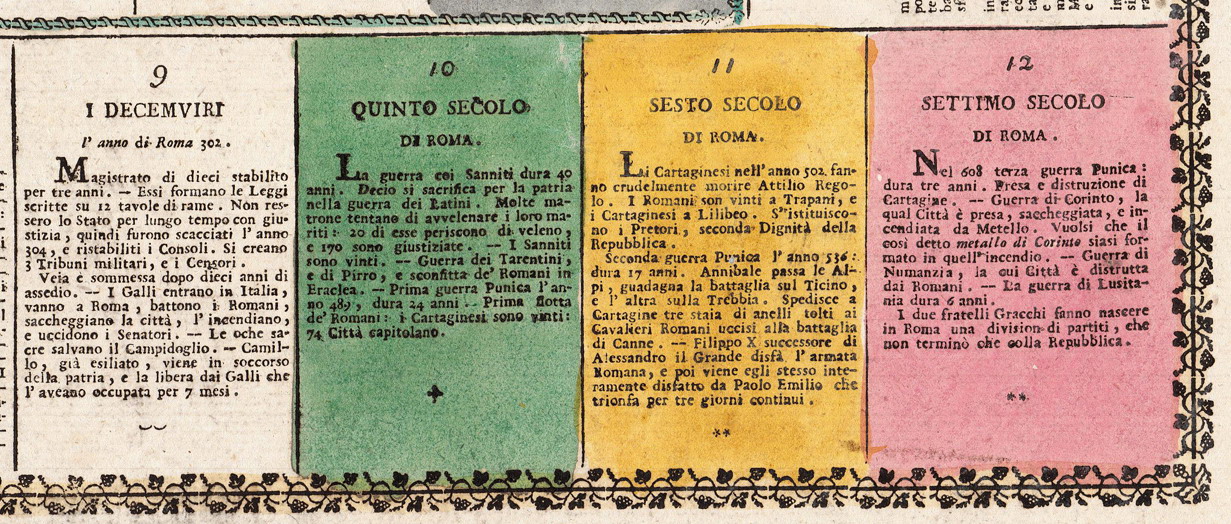 9
I DECEMVIRI
l' anno di Roma 302.
Magistrato di dieci stabilito
per tre anni. — Essi formano le Leggi
scritte su 12 tavole di rame. Non res-
sero lo Stato per lungo tempo con giu-
stizia, quindi furono scacciati l' anno
304, e ristabiliti i Consoli. Si creano
3 Tribuni militari, e i Censori.
Veia è sommessa dopo dieci anni di
assedio. — I Galli entrano in Italia,
vanno a Roma, battono i Romani,
saccheggiano la città, l' incendiano,
e uccidono i Senatori. — Le oche sa
cre salvano il Campidoglio. — Camil-
lo, già esiliato, viene in soccorso
della patria, e la libera dai Galli che
l' aveano occupata per 7 mesi.
10
QUINTO SECOLO
DI ROMA.
La guerra coi Sanniti dura 40
anni. Decio si sacrifica per la patria
nella guerra dei Latini. Molte ma-
trone tentano di avvelenare i loro ma-
riti: 20 di esse periscono di veleno,
e 170 sono giustiziate. — I Sanniti
sono vinti. — Guerra dei Tarentini,
e di Pirro, e sconfitta de' Romani in
Eraclea. — Prima guerra Punica l' an-
no 489, dura 24 anni. - Prima flotta
de' Romani: i Cartaginesi sono vinti:
74 Città capitolano.
11
SESTO SECOLO
DI ROMA.
Li Cartaginesi nell' anno 502. fan-
no crudelmente morire Attilio Rego-
lo. I Romani son vinti a Trapani, e
i Cartaginesi a Lilibeo. S' istituisco-
no i Pretori, seconda Dignità della
Repubblica.
Seconda guerra Punica l' anno 536:
dura 17 anni. Annibale passa le Al-
pi, guadagna la battaglia sul Ticino,
e l' altra sulla Trebbia. Spedisce a
Cartagine tre staia di anelli tolti ai
Cavalieri Romani uccisi alla battaglia
di Canne. — Filippo X successore di
Alessandro il Grande disfà l' armata
Romana, e poi viene egli stesso inte-
ramente disfatto da Paolo Emilio che
trionfa per tre giorni continui.
**
12
SETTIMO SECOLO
DI ROMA.
Nel 608 terza guerra Punica:
dura tre anni. Presa e distruzione di
Cartagine. — Guerra di Corinto, la
qual Città è presa, saccheggiata, e in-
cendiata da Metello. Vuolsi che il
così detto metallo di Corinto siasi for-
mato in quell' incendio. — Guerra di
Numanzia, la cui Città è distrutta
dai Romani. — La guerra di Lusita-
nia dura 6 anni.
I due fratelli Gracchi fanno nascere
in Roma una division di partiti, che
non terminò che colla Repubblica.
**